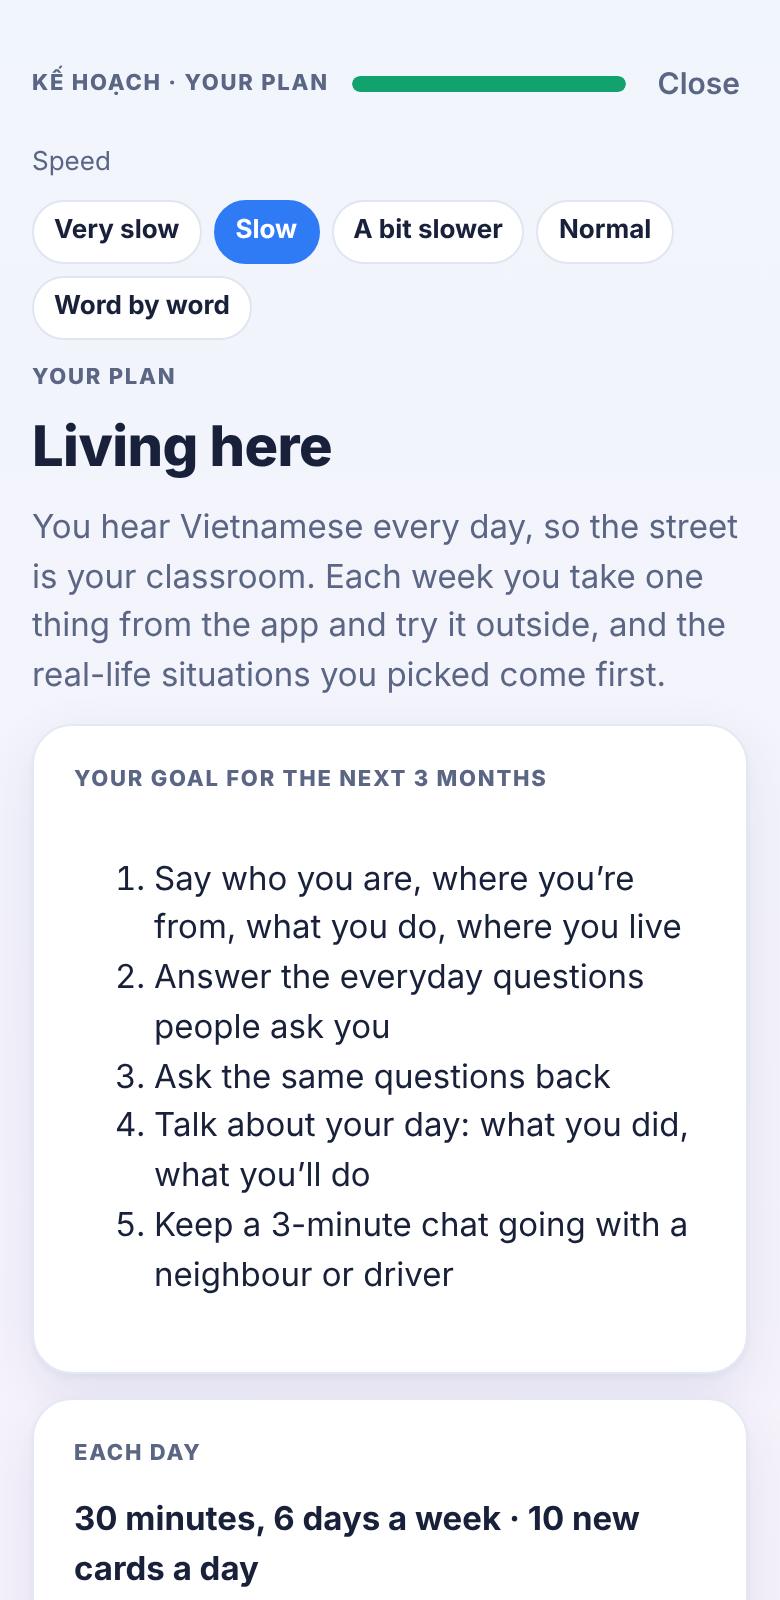 KẾ HOẠCH · YOUR PLAN
Close
Speed
Very slow
Slow
A bit slower
Normal
Word by word
YOUR PLAN
Living here
You hear Vietnamese every day, so the street
is your classroom. Each week you take one
thing from the app and try it outside, and the
real-life situations you picked come first.
YOUR GOAL FOR THE NEXT 3 MONTHS
1. Say who you are, where you’re
from, what you do, where you live
2. Answer the everyday questions
people ask you
3. Ask the same questions back
4. Talk about your day: what you did,
what you’ll do
5. Keep a 3-minute chat going with a
neighbour or driver
EACH DAY
30 minutes, 6 days a week · 10 new
cards a day